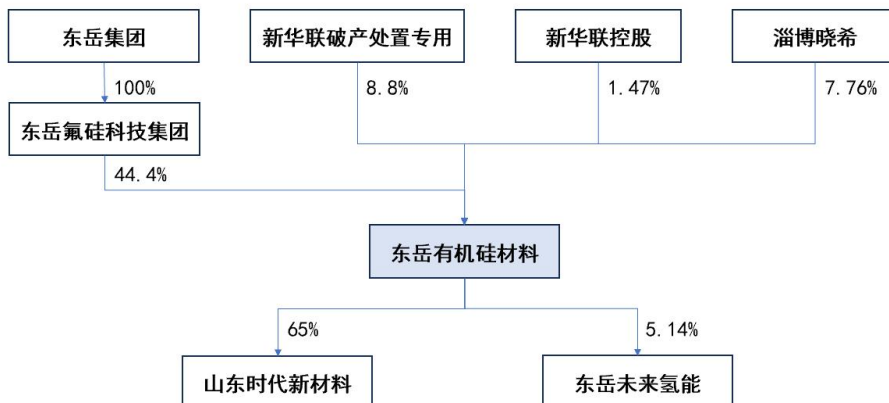 东岳集团
新华联破产处置专用
新华联控股
淄博晓希
100%
8.8%
1.47%
7.76%
东岳氟硅科技集团
44.4%
东岳有机硅材料
65%
5.14%
山东时代新材料
东岳未来氢能